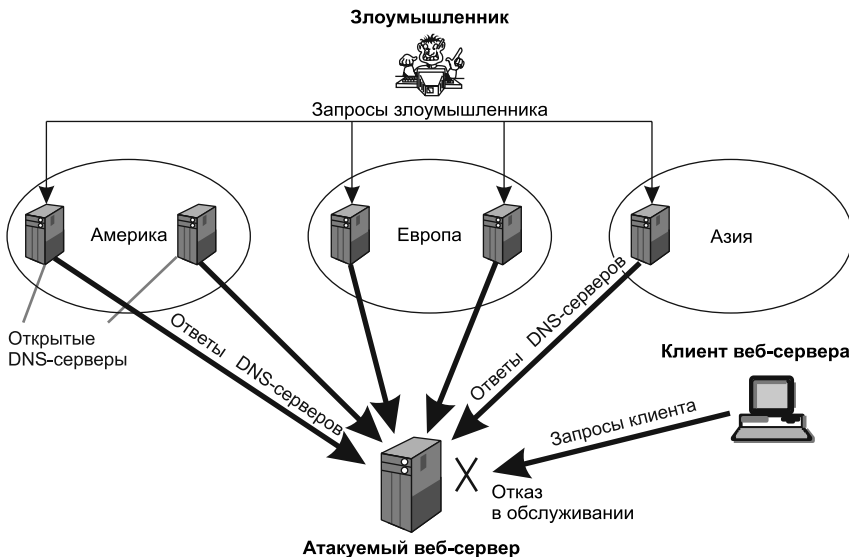 Злоумышленник
Запросы злоумышленника
Америка
Европа
Азия
Открытые
DNS-серверы
Ответы DNS-серверов
Ответы DNS-серверов
Клиент веб-сервера
Запросы клиента
Отказ
в обслуживании
Атакуемый веб-сервер